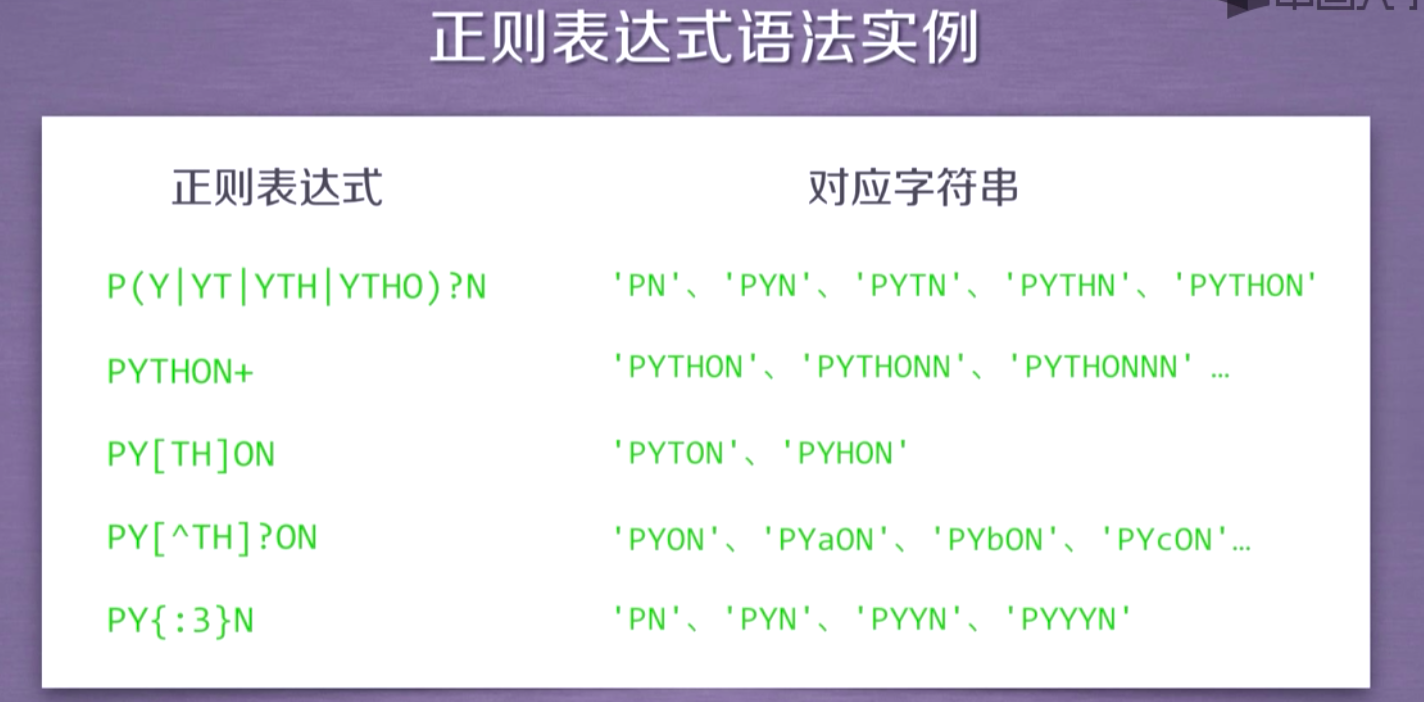 正则表达式语法实例
正则表达式 对应字符串
P(Y|YT|YTH|YTHO)?N 'PN'、 'PYN'、 'PYTN'、 'PYTHN'、 'PYTHON'
PYTHON+ 'PYTHON'、 'PYTHONN'、 'PYTHONNN' …
PY[TH]ON 'PYTON'、 'PYHON'
PY[^TH]?ON 'PYON'、 'PYaON'、 'PYbON'、 'PYcON'…
PY{:3}N 'PN'、 'PYN'、 'PYYN'、 'PYYYN'